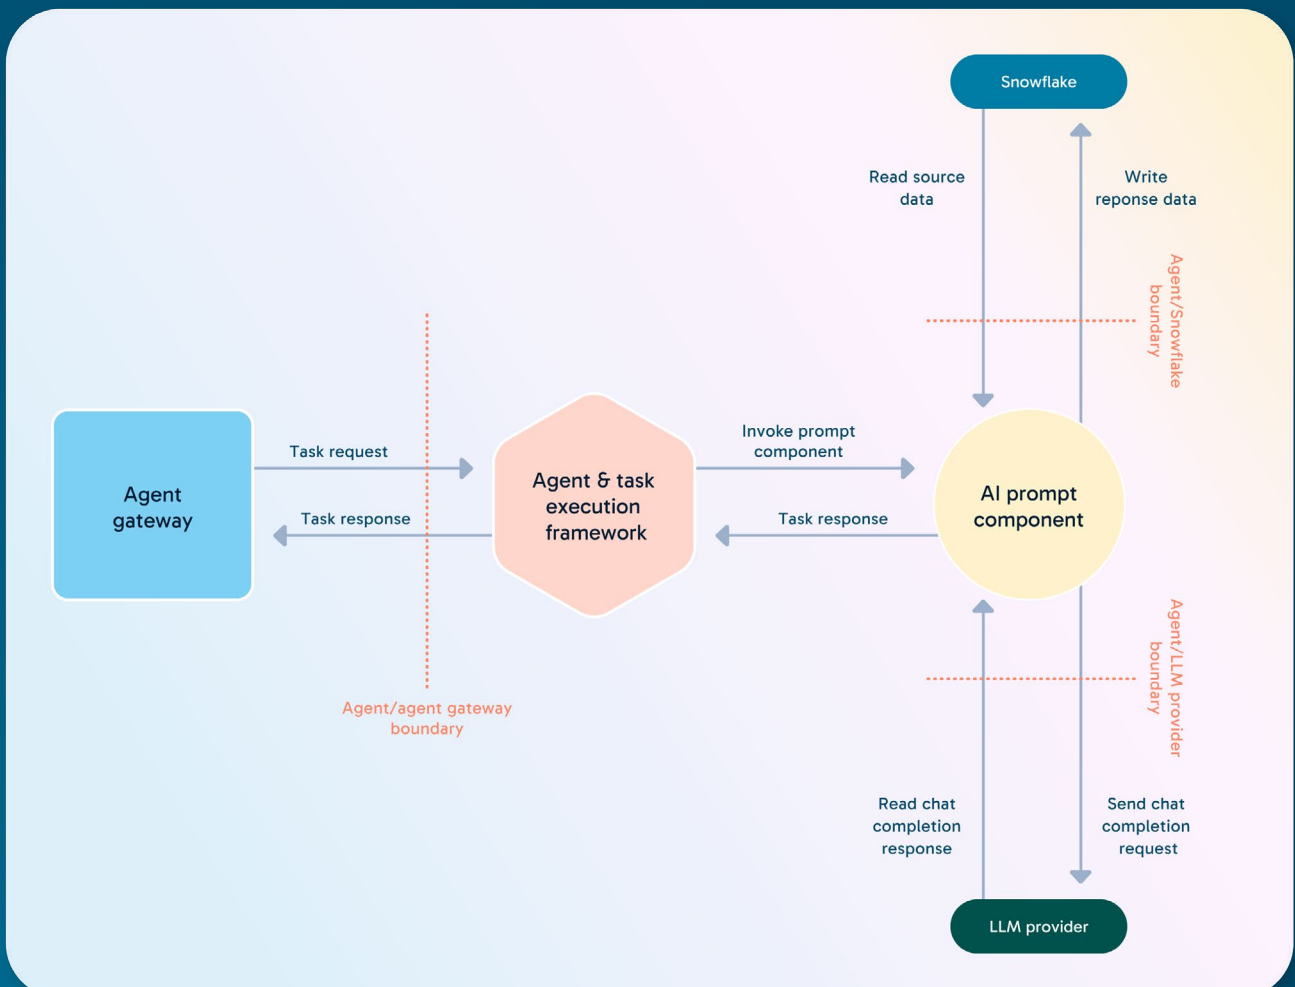 Snowflake
Read source
data
Write
reponse data
Agent/Snowflake
boundary
Agent
gateway
Task request
Task response
Agent & task
execution
framework
Invoke prompt
component
Task response
AI prompt
component
Agent/agent gateway
boundary
Agent/LLM provider
boundary
Read chat
completion
response
Send chat
completion
request
LLM provider